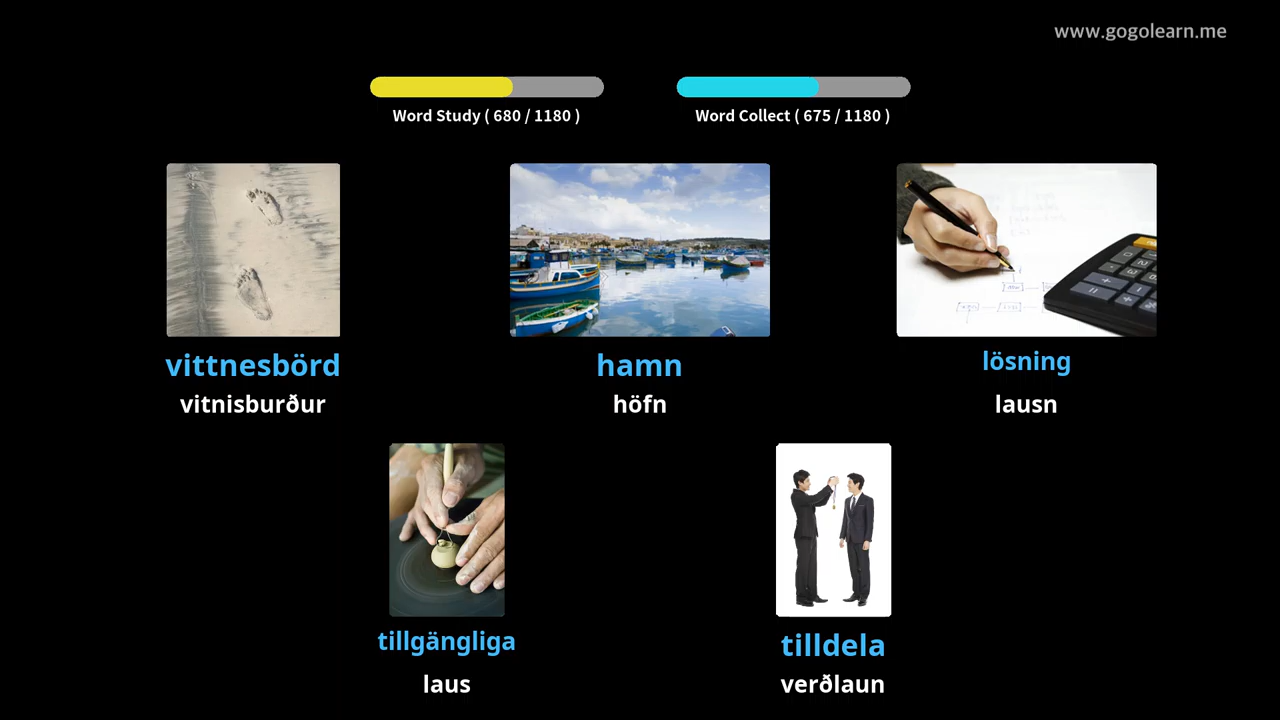 www.gogolearn.me
Word Study ( 680 / 1180 )
Word Collect ( 675 / 1180 )
vittnesbörd
vitnisburður
hamn
höfn
lösning
lausn
tillgängliga
laus
tilldela
verðlaun